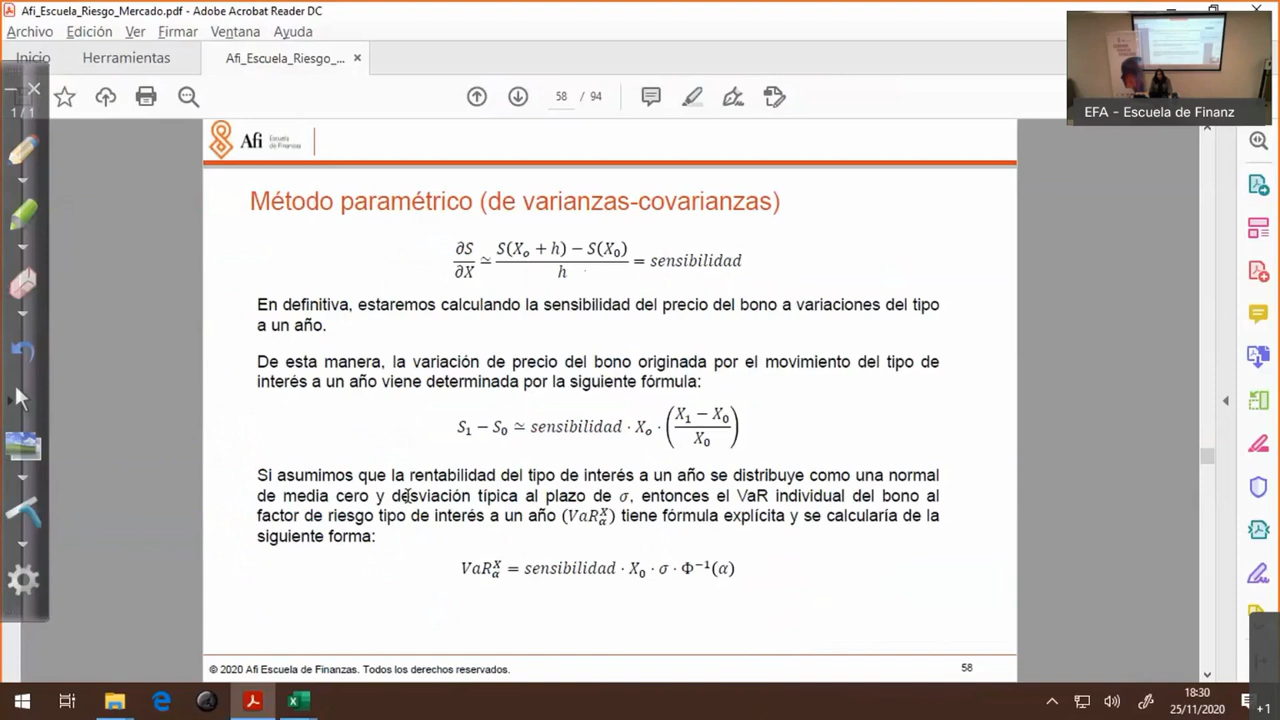 Afi_Escuela_Riesgo_Mercado.pdf - Adobe Acrobat Reader DC
Archivo Edición Ver Firmar Ventana Ayuda
Inicio Herramientas Afi_Escuela_Riesgo_...
1/1
58 / 94
EFA - Escuela de Finanz
Afi Escuela de Finanzas
Método paramétrico (de varianzas-covarianzas)
∂S/∂X ≃ (S(X₀ + h) − S(X₀))/h = sensibilidad
En definitiva, estaremos calculando la sensibilidad del precio del bono a variaciones del tipo
a un año.
De esta manera, la variación de precio del bono originada por el movimiento del tipo de
interés a un año viene determinada por la siguiente fórmula:
S₁ − S₀ ≃ sensibilidad · X₀ · ((X₁ − X₀)/X₀)
Si asumimos que la rentabilidad del tipo de interés a un año se distribuye como una normal
de media cero y desviación típica al plazo de σ, entonces el VaR individual del bono al
factor de riesgo tipo de interés a un año (VaR_α^X) tiene fórmula explícita y se calcularía de la
siguiente forma:
VaR_α^X = sensibilidad · X₀ · σ · Φ⁻¹(α)
© 2020 Afi Escuela de Finanzas. Todos los derechos reservados.
58
18:30
25/11/2020
+1